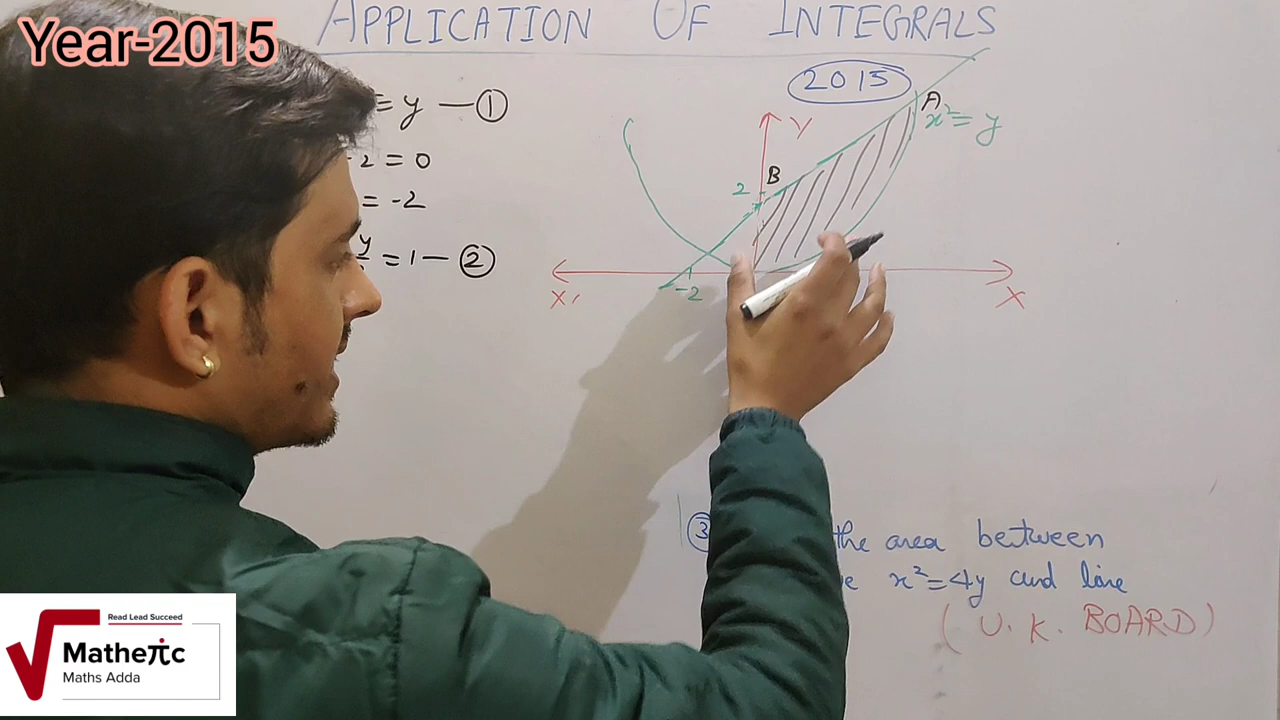 Year-2015
APPLICATION OF INTEGRALS
2015
= y — ①
-2 = 0
= -2
y
= 1 — ②
A
x² = y
Y
B
2
-2
X'
X
③
the area between
x²=4y and line
(U. K. BOARD)
Read Lead Succeed
Matheπc
Maths Adda